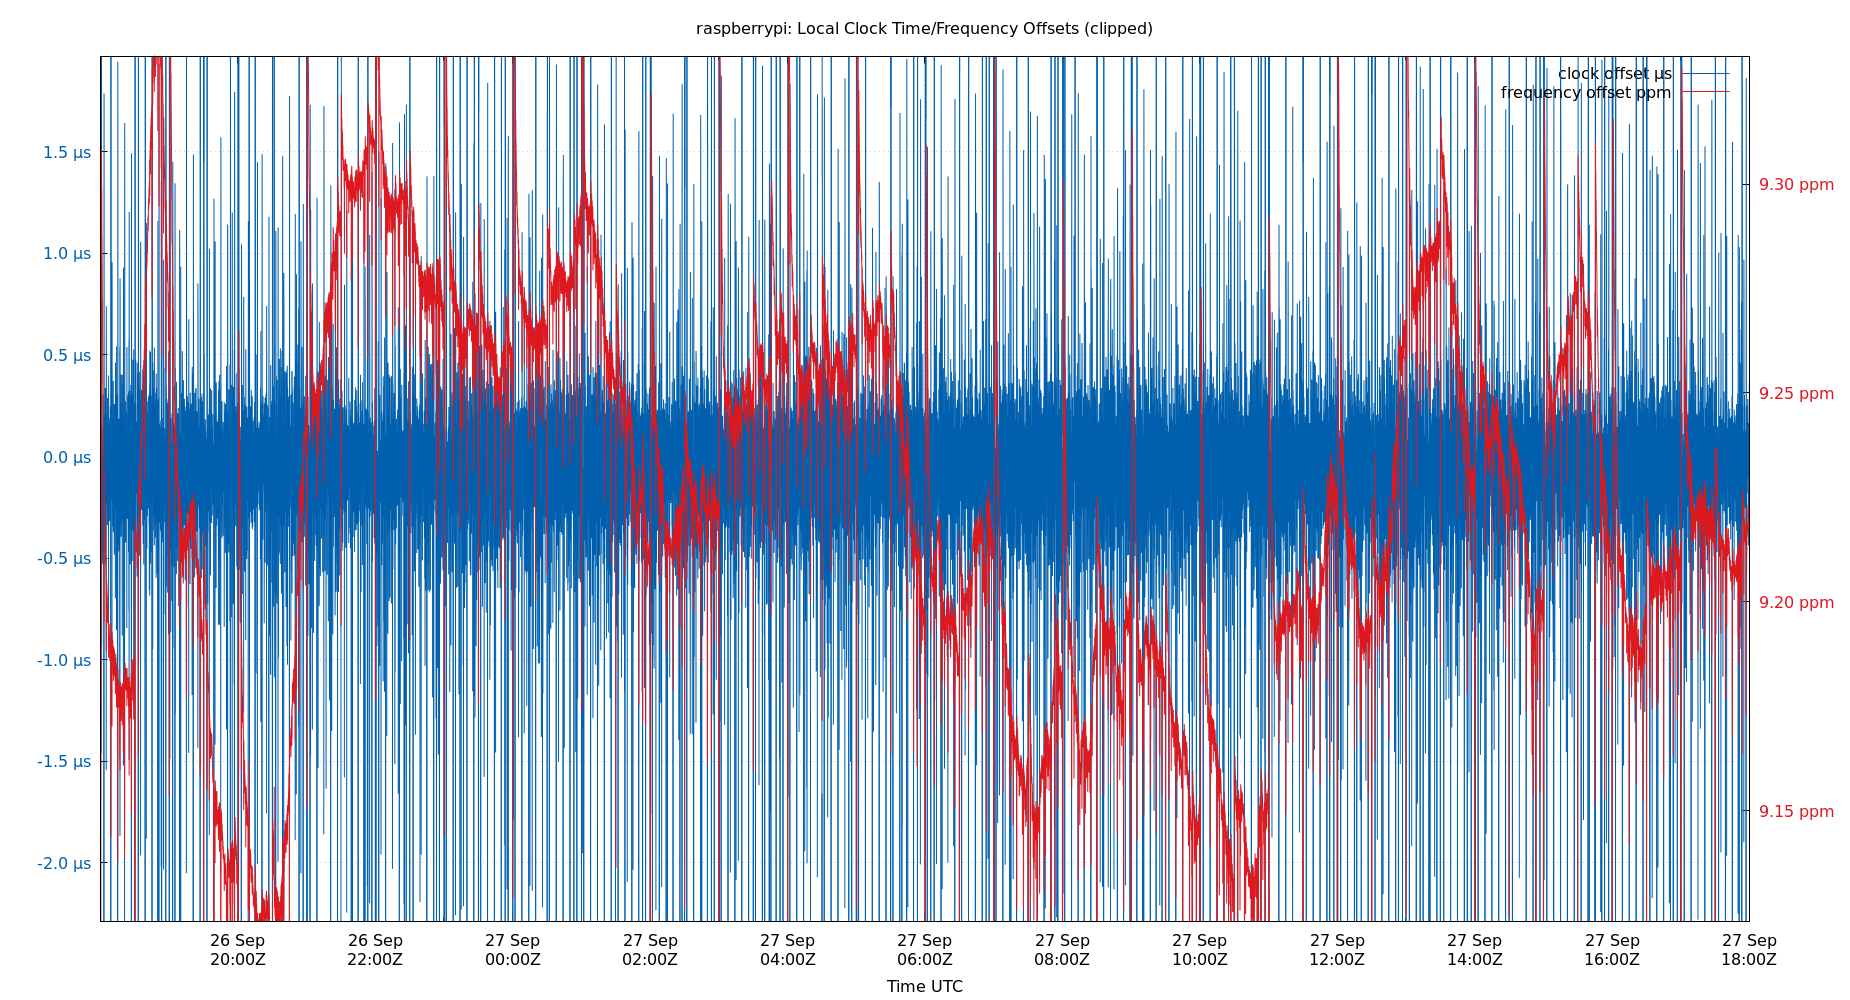 raspberrypi: Local Clock Time/Frequency Offsets (clipped)
clock offset µs
frequency offset ppm
1.5 µs
1.0 µs
0.5 µs
0.0 µs
-0.5 µs
-1.0 µs
-1.5 µs
-2.0 µs
9.30 ppm
9.25 ppm
9.20 ppm
9.15 ppm
26 Sep
20:00Z
26 Sep
22:00Z
27 Sep
00:00Z
27 Sep
02:00Z
27 Sep
04:00Z
27 Sep
06:00Z
27 Sep
08:00Z
27 Sep
10:00Z
27 Sep
12:00Z
27 Sep
14:00Z
27 Sep
16:00Z
27 Sep
18:00Z
Time UTC